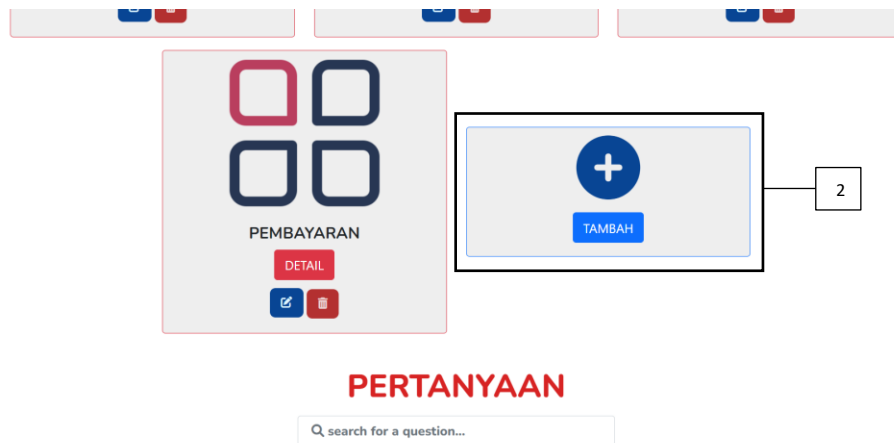 PEMBAYARAN
DETAIL
TAMBAH
2
PERTANYAAN
search for a question...